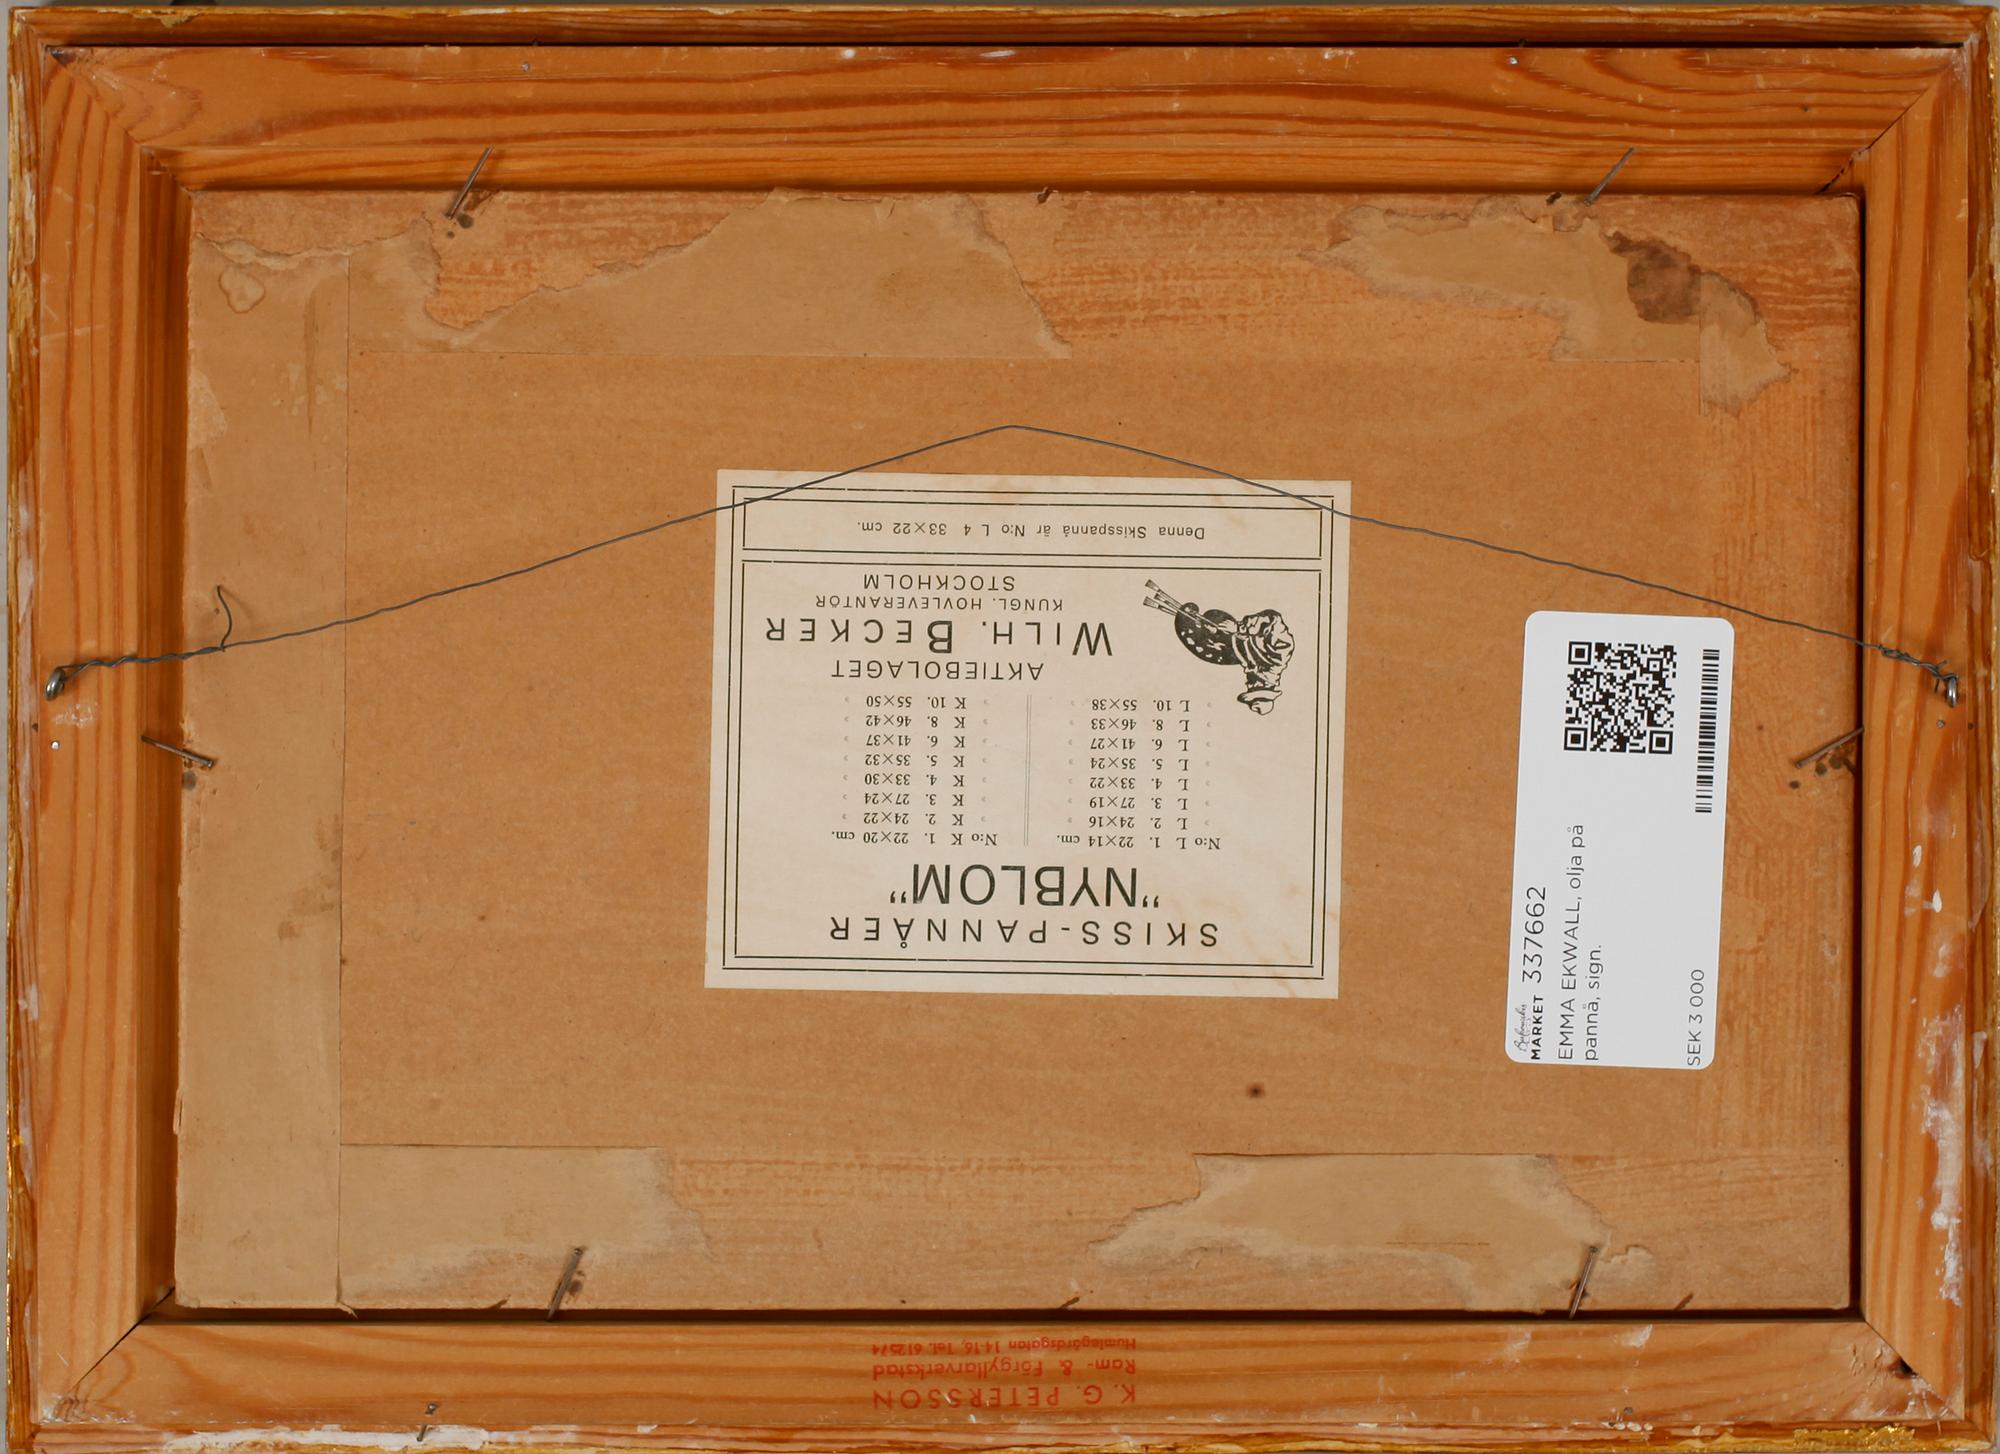 SKISS-PANNÅER
”NYBLOM”
N:o L 1. 22×14 cm. N:o K 1. 22×20 cm.
” L 2. 24×16 ” ” K 2. 24×22 ”
” L 3. 27×19 ” ” K 3. 27×24 ”
” L 4. 33×22 ” ” K 4. 33×30 ”
” L 5. 35×24 ” ” K 5. 35×32 ”
” L 6. 41×27 ” ” K 6. 41×37 ”
” L 8. 46×33 ” ” K 8. 46×42 ”
” L 10. 55×38 ” ” K 10. 55×50 ”
AKTIEBOLAGET
WILH. BECKER
KUNGL. HOVLEVERANTÖR
STOCKHOLM
Denna Skisspannå är N:o L 4 33×22 cm.
MARKET 337662
EMMA EKWALL, olja på
pannå, sign.
SEK 3 000
K. G. PETERSSON
Ram- & Förgyllarverkstad
Humlegårdsgatan 14-16, Tel. 612574